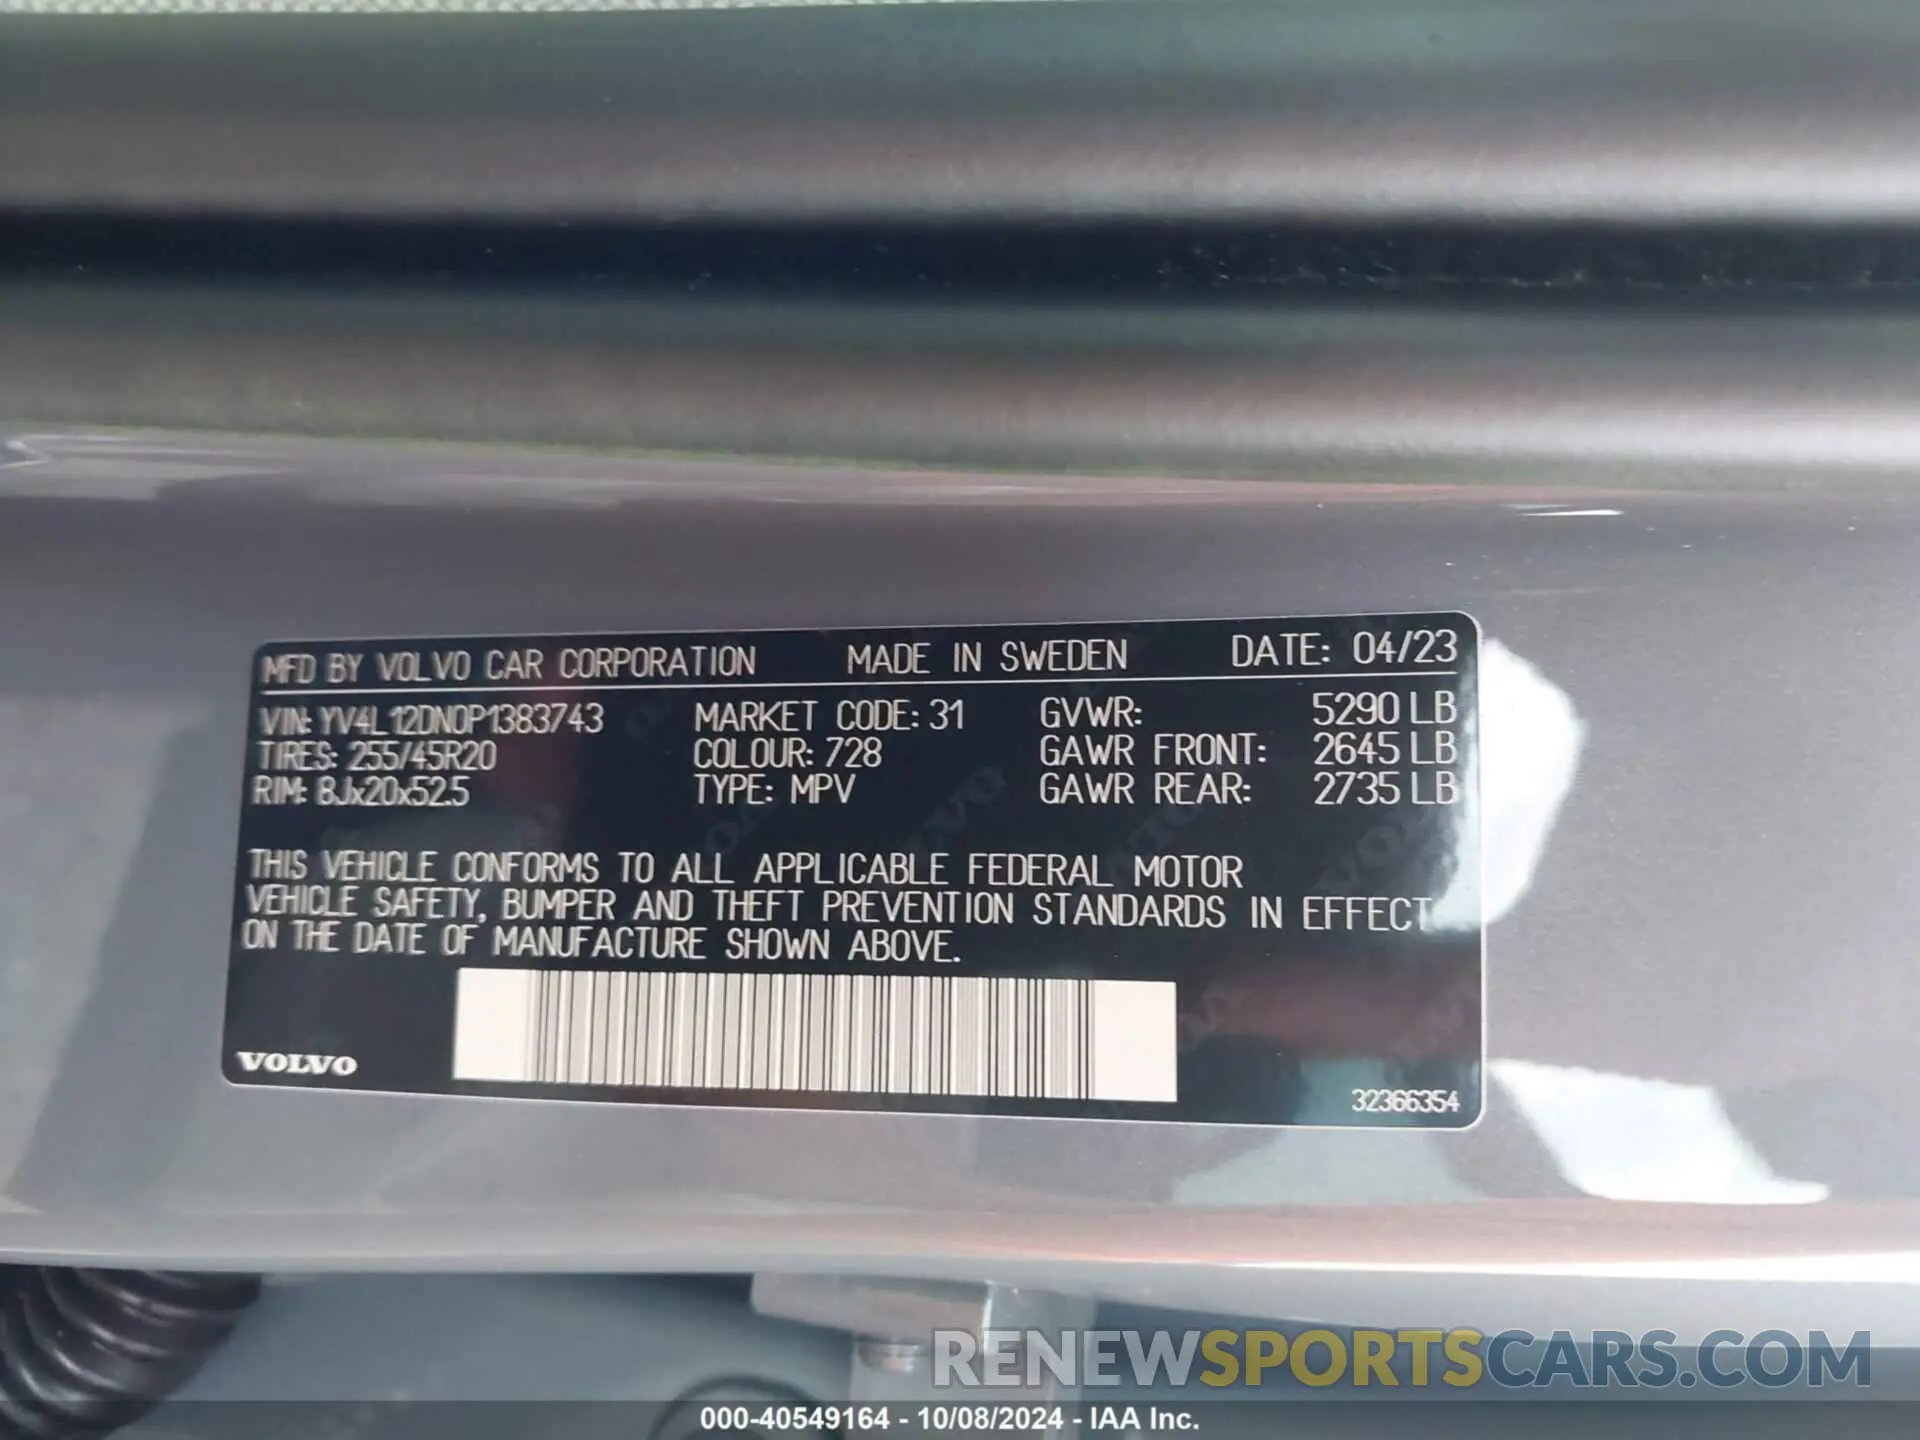 MFD BY VOLVO CAR CORPORATION MADE IN SWEDEN DATE: 04/23
VIN: YV4L12DN0P1383743 MARKET CODE: 31 GVWR: 5290 LB
TIRES: 255/45R20 COLOUR: 728 GAWR FRONT: 2645 LB
RIM: 8Jx20x52.5 TYPE: MPV GAWR REAR: 2735 LB
THIS VEHICLE CONFORMS TO ALL APPLICABLE FEDERAL MOTOR
VEHICLE SAFETY, BUMPER AND THEFT PREVENTION STANDARDS IN EFFECT
ON THE DATE OF MANUFACTURE SHOWN ABOVE.
VOLVO
32366354
RENEWSPORTSCARS.COM
000-40549164 - 10/08/2024 - IAA Inc.